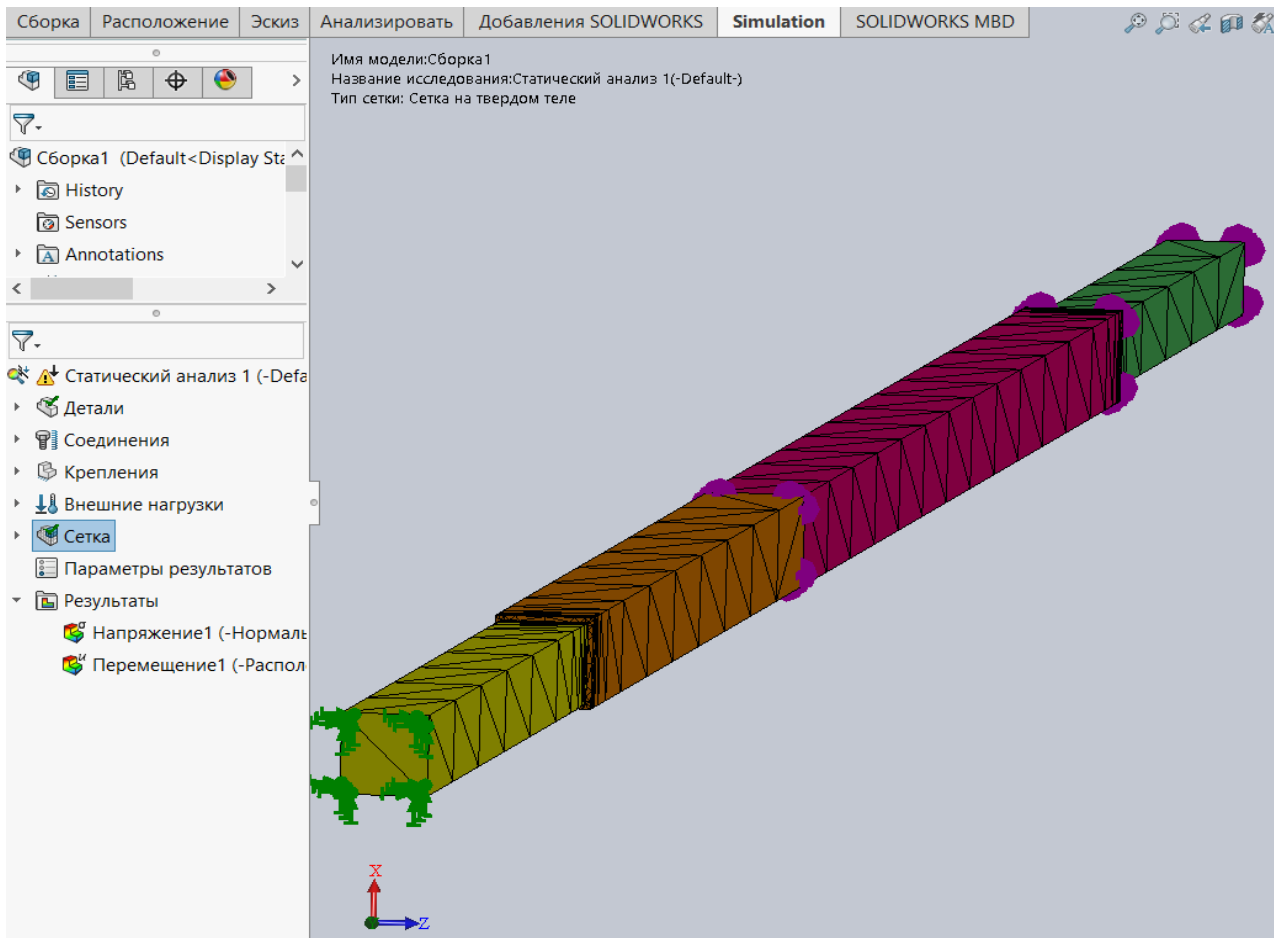 Сборка Расположение Эскиз Анализировать Добавления SOLIDWORKS Simulation SOLIDWORKS MBD
Имя модели:Сборка1
Название исследования:Статический анализ 1(-Default-)
Тип сетки: Сетка на твердом теле
Сборка1 (Default<Display Sta
History
Sensors
A Annotations
Статический анализ 1 (-Defa
Детали
Соединения
Крепления
Внешние нагрузки
Сетка
Параметры результатов
Результаты
Напряжение1 (-Нормаль
Перемещение1 (-Распол
X
Z